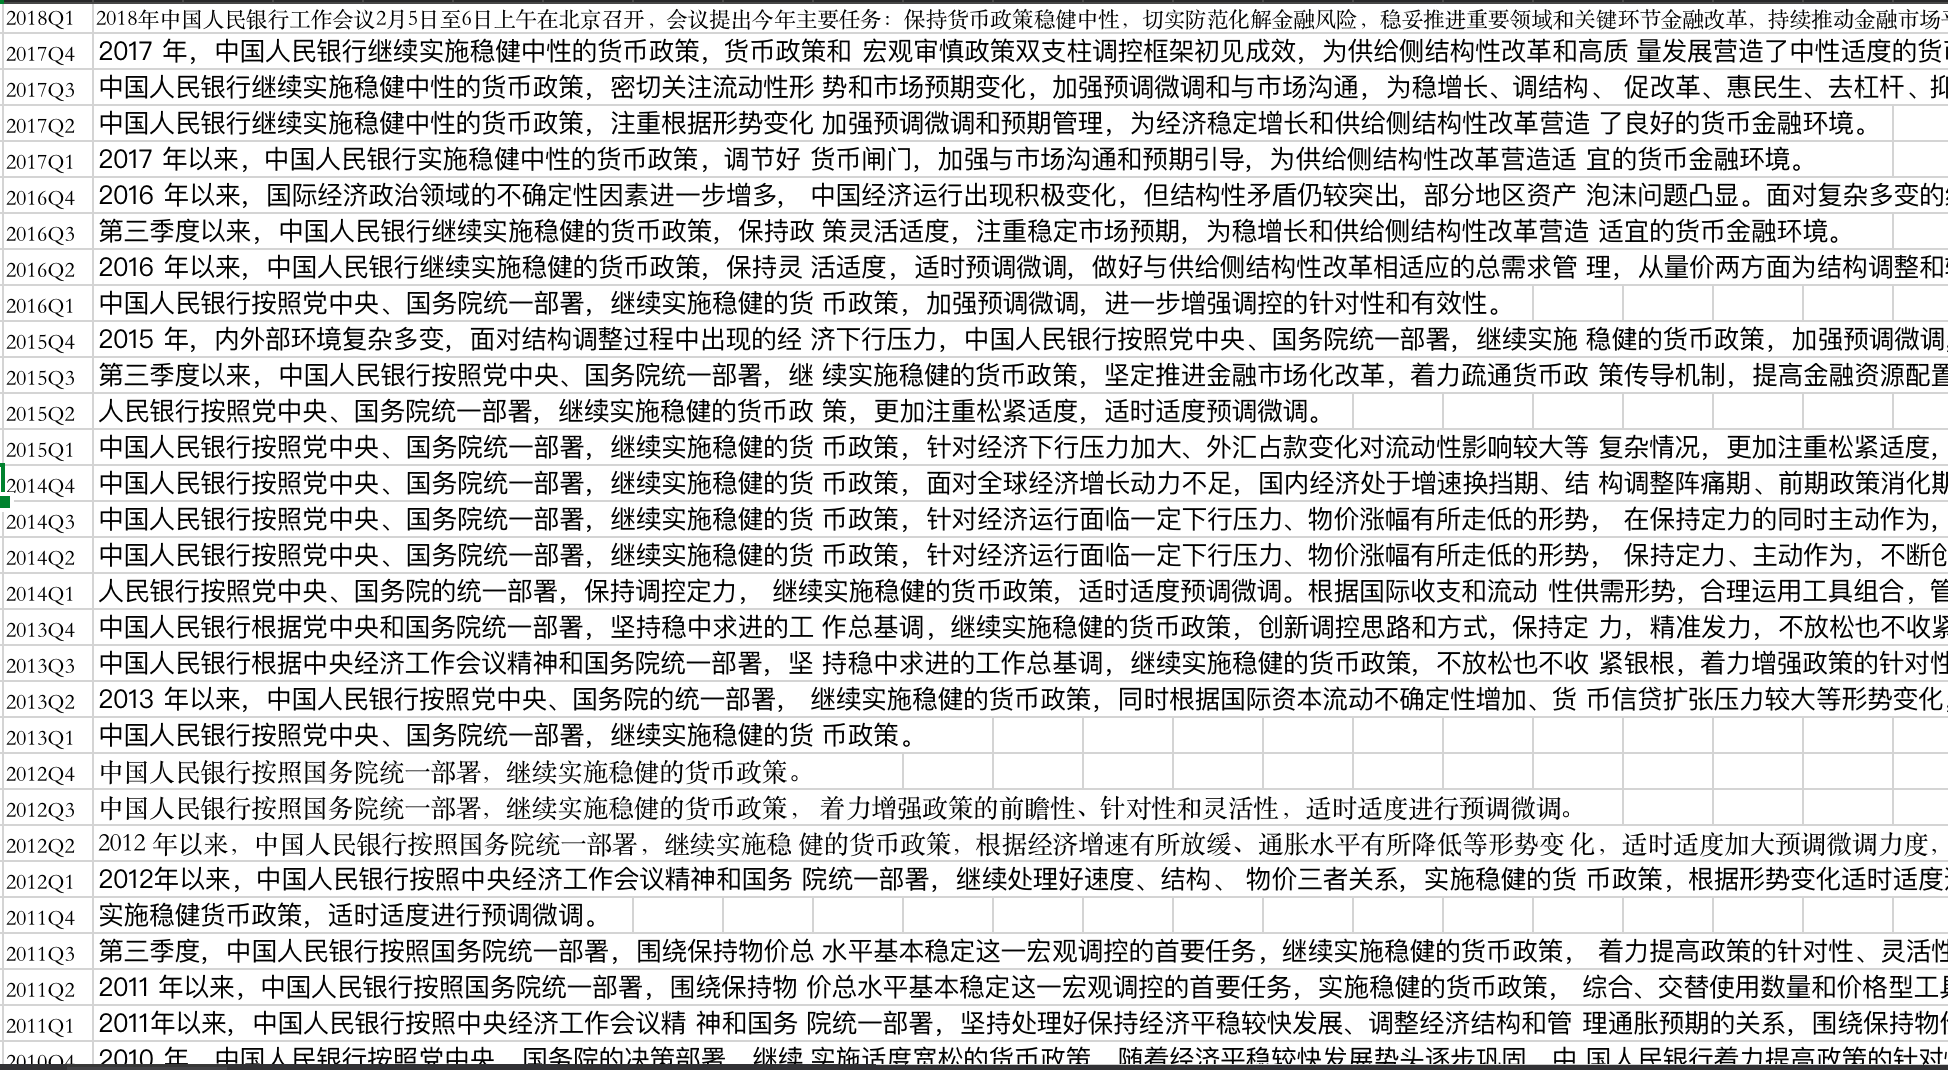 2018Q1 2018年中国人民银行工作会议2月5日至6日上午在北京召开，会议提出今年主要任务：保持货币政策稳健中性，切实防范化解金融风险，稳妥推进重要领域和关键环节金融改革，持续推动金融市场
2017Q4 2017 年，中国人民银行继续实施稳健中性的货币政策，货币政策和 宏观审慎政策双支柱调控框架初见成效，为供给侧结构性改革和高质 量发展营造了中性适度的货
2017Q3 中国人民银行继续实施稳健中性的货币政策，密切关注流动性形 势和市场预期变化，加强预调微调和与市场沟通，为稳增长、调结构、 促改革、惠民生、去杠杆、抑
2017Q2 中国人民银行继续实施稳健中性的货币政策，注重根据形势变化 加强预调微调和预期管理，为经济稳定增长和供给侧结构性改革营造 了良好的货币金融环境。
2017Q1 2017 年以来，中国人民银行实施稳健中性的货币政策，调节好 货币闸门，加强与市场沟通和预期引导，为供给侧结构性改革营造适 宜的货币金融环境。
2016Q4 2016 年以来，国际经济政治领域的不确定性因素进一步增多， 中国经济运行出现积极变化，但结构性矛盾仍较突出，部分地区资产 泡沫问题凸显。面对复杂多变的
2016Q3 第三季度以来，中国人民银行继续实施稳健的货币政策，保持政 策灵活适度，注重稳定市场预期，为稳增长和供给侧结构性改革营造 适宜的货币金融环境。
2016Q2 2016 年以来，中国人民银行继续实施稳健的货币政策，保持灵 活适度，适时预调微调，做好与供给侧结构性改革相适应的总需求管 理，从量价两方面为结构调整和
2016Q1 中国人民银行按照党中央、国务院统一部署，继续实施稳健的货 币政策，加强预调微调，进一步增强调控的针对性和有效性。
2015Q4 2015 年，内外部环境复杂多变，面对结构调整过程中出现的经 济下行压力，中国人民银行按照党中央、国务院统一部署，继续实施 稳健的货币政策，加强预调微调，
2015Q3 第三季度以来，中国人民银行按照党中央、国务院统一部署，继 续实施稳健的货币政策，坚定推进金融市场化改革，着力疏通货币政 策传导机制，提高金融资源配置
2015Q2 人民银行按照党中央、国务院统一部署，继续实施稳健的货币政 策，更加注重松紧适度，适时适度预调微调。
2015Q1 中国人民银行按照党中央、国务院统一部署，继续实施稳健的货 币政策，针对经济下行压力加大、外汇占款变化对流动性影响较大等 复杂情况，更加注重松紧适度，
2014Q4 中国人民银行按照党中央、国务院统一部署，继续实施稳健的货 币政策，面对全球经济增长动力不足，国内经济处于增速换挡期、结 构调整阵痛期、前期政策消化期
2014Q3 中国人民银行按照党中央、国务院统一部署，继续实施稳健的货 币政策，针对经济运行面临一定下行压力、物价涨幅有所走低的形势， 在保持定力的同时主动作为，
2014Q2 中国人民银行按照党中央、国务院统一部署，继续实施稳健的货 币政策，针对经济运行面临一定下行压力、物价涨幅有所走低的形势， 保持定力、主动作为，不断创
2014Q1 人民银行按照党中央、国务院的统一部署，保持调控定力， 继续实施稳健的货币政策，适时适度预调微调。根据国际收支和流动 性供需形势，合理运用工具组合，管
2013Q4 中国人民银行根据党中央和国务院统一部署，坚持稳中求进的工 作总基调，继续实施稳健的货币政策，创新调控思路和方式，保持定 力，精准发力，不放松也不收紧
2013Q3 中国人民银行根据中央经济工作会议精神和国务院统一部署，坚 持稳中求进的工作总基调，继续实施稳健的货币政策，不放松也不收 紧银根，着力增强政策的针对性
2013Q2 2013 年以来，中国人民银行按照党中央、国务院的统一部署， 继续实施稳健的货币政策，同时根据国际资本流动不确定性增加、货 币信贷扩张压力较大等形势变化，
2013Q1 中国人民银行按照党中央、国务院统一部署，继续实施稳健的货 币政策。
2012Q4 中国人民银行按照国务院统一部署，继续实施稳健的货币政策。
2012Q3 中国人民银行按照国务院统一部署，继续实施稳健的货币政策， 着力增强政策的前瞻性、针对性和灵活性，适时适度进行预调微调。
2012Q2 2012 年以来，中国人民银行按照国务院统一部署，继续实施稳 健的货币政策，根据经济增速有所放缓、通胀水平有所降低等形势变 化，适时适度加大预调微调力度，
2012Q1 2012年以来，中国人民银行按照中央经济工作会议精神和国务 院统一部署，继续处理好速度、结构、 物价三者关系，实施稳健的货 币政策，根据形势变化适时适度
2011Q4 实施稳健货币政策，适时适度进行预调微调。
2011Q3 第三季度，中国人民银行按照国务院统一部署，围绕保持物价总 水平基本稳定这一宏观调控的首要任务，继续实施稳健的货币政策， 着力提高政策的针对性、灵活性
2011Q2 2011 年以来，中国人民银行按照国务院统一部署，围绕保持物 价总水平基本稳定这一宏观调控的首要任务，实施稳健的货币政策， 综合、交替使用数量和价格型工具
2011Q1 2011年以来，中国人民银行按照中央经济工作会议精 神和国务 院统一部署，坚持处理好保持经济平稳较快发展、调整经济结构和管 理通胀预期的关系，围绕保持物价
2010Q4 2010 年，中国人民银行按照党中央、国务院的决策部署，继续 实施适度宽松的货币政策，随着经济平稳较快发展势头逐步巩固，中 国人民银行着力提高政策的针对